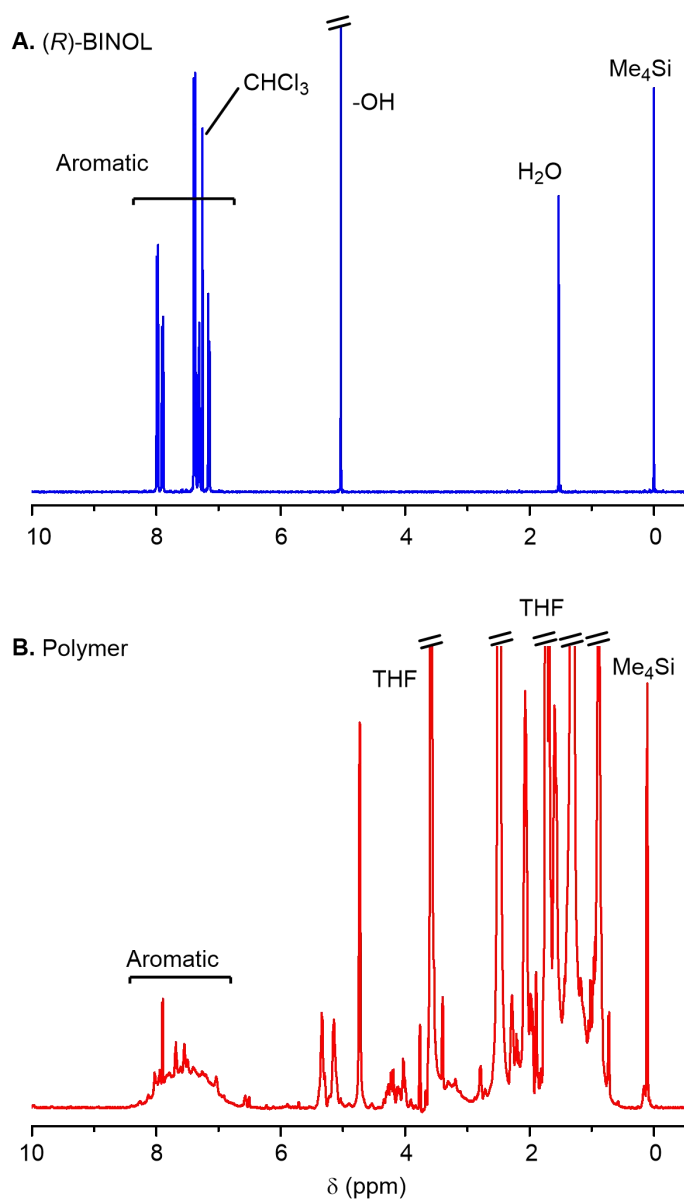 A. (R)-BINOL
CHCl₃
-OH
Me₄Si
Aromatic
H₂O
10 8 6 4 2 0
B. Polymer
THF
THF
Me₄Si
Aromatic
10 8 6 4 2 0
δ (ppm)